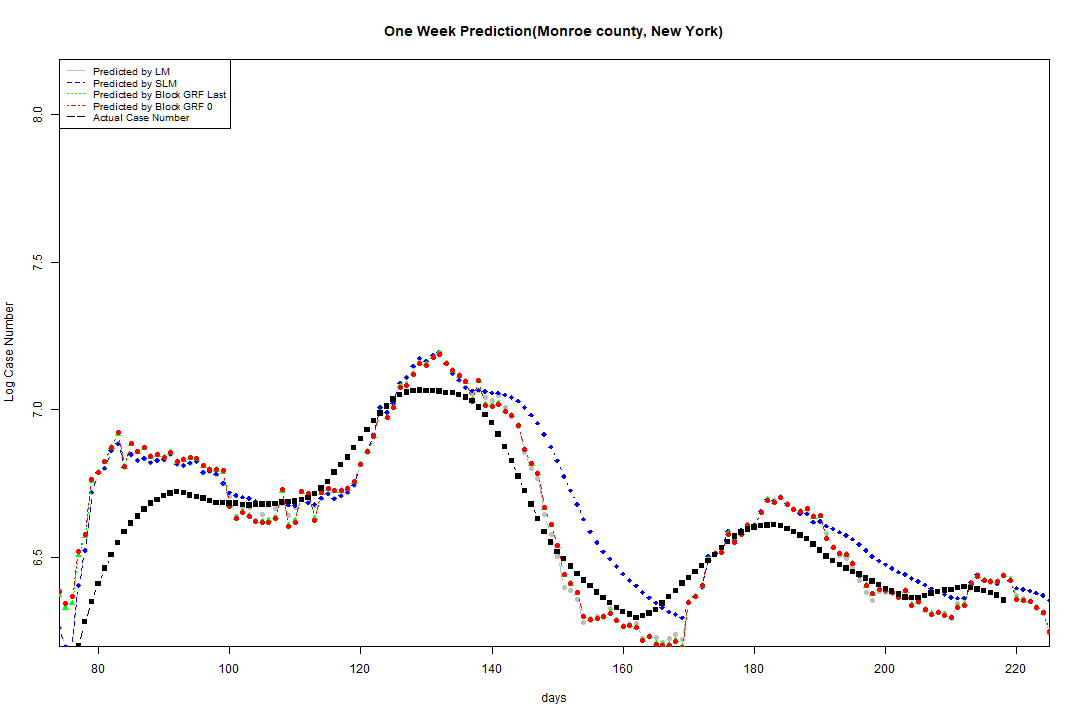 One Week Prediction(Monroe county, New York)
Predicted by LM
Predicted by SLM
Predicted by Block GRF Last
Predicted by Block GRF 0
Actual Case Number
8.0
7.5
7.0
6.5
Log Case Number
80 100 120 140 160 180 200 220
days